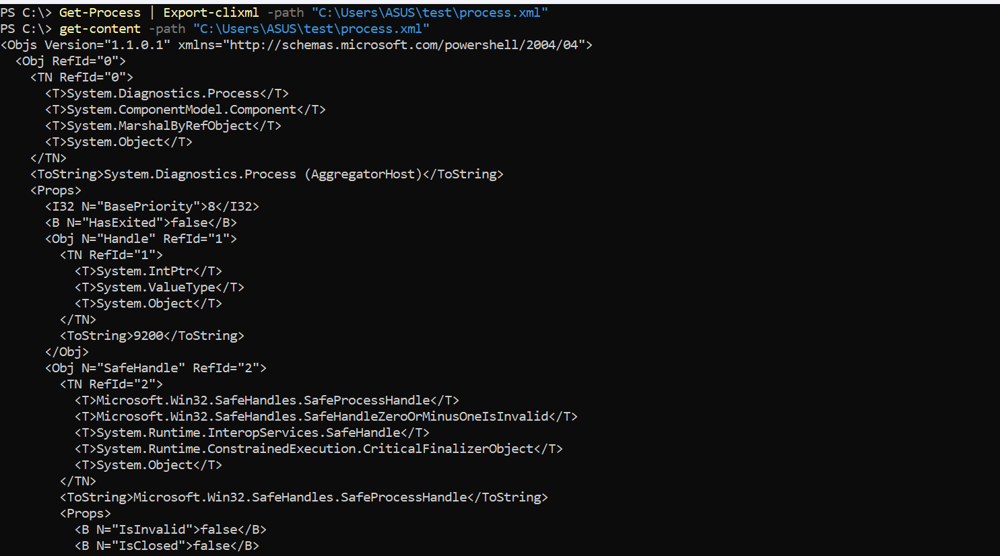 PS C:\> Get-Process | Export-clixml -path "C:\Users\ASUS\test\process.xml"
PS C:\> get-content -path "C:\Users\ASUS\test\process.xml"
<Objs Version="1.1.0.1" xmlns="http://schemas.microsoft.com/powershell/2004/04">
  <Obj RefId="0">
    <TN RefId="0">
      <T>System.Diagnostics.Process</T>
      <T>System.ComponentModel.Component</T>
      <T>System.MarshalByRefObject</T>
      <T>System.Object</T>
    </TN>
    <ToString>System.Diagnostics.Process (AggregatorHost)</ToString>
    <Props>
      <I32 N="BasePriority">8</I32>
      <B N="HasExited">false</B>
      <Obj N="Handle" RefId="1">
        <TN RefId="1">
          <T>System.IntPtr</T>
          <T>System.ValueType</T>
          <T>System.Object</T>
        </TN>
        <ToString>9200</ToString>
      </Obj>
      <Obj N="SafeHandle" RefId="2">
        <TN RefId="2">
          <T>Microsoft.Win32.SafeHandles.SafeProcessHandle</T>
          <T>Microsoft.Win32.SafeHandles.SafeHandleZeroOrMinusOneIsInvalid</T>
          <T>System.Runtime.InteropServices.SafeHandle</T>
          <T>System.Runtime.ConstrainedExecution.CriticalFinalizerObject</T>
          <T>System.Object</T>
        </TN>
        <ToString>Microsoft.Win32.SafeHandles.SafeProcessHandle</ToString>
        <Props>
          <B N="IsInvalid">false</B>
          <B N="IsClosed">false</B>